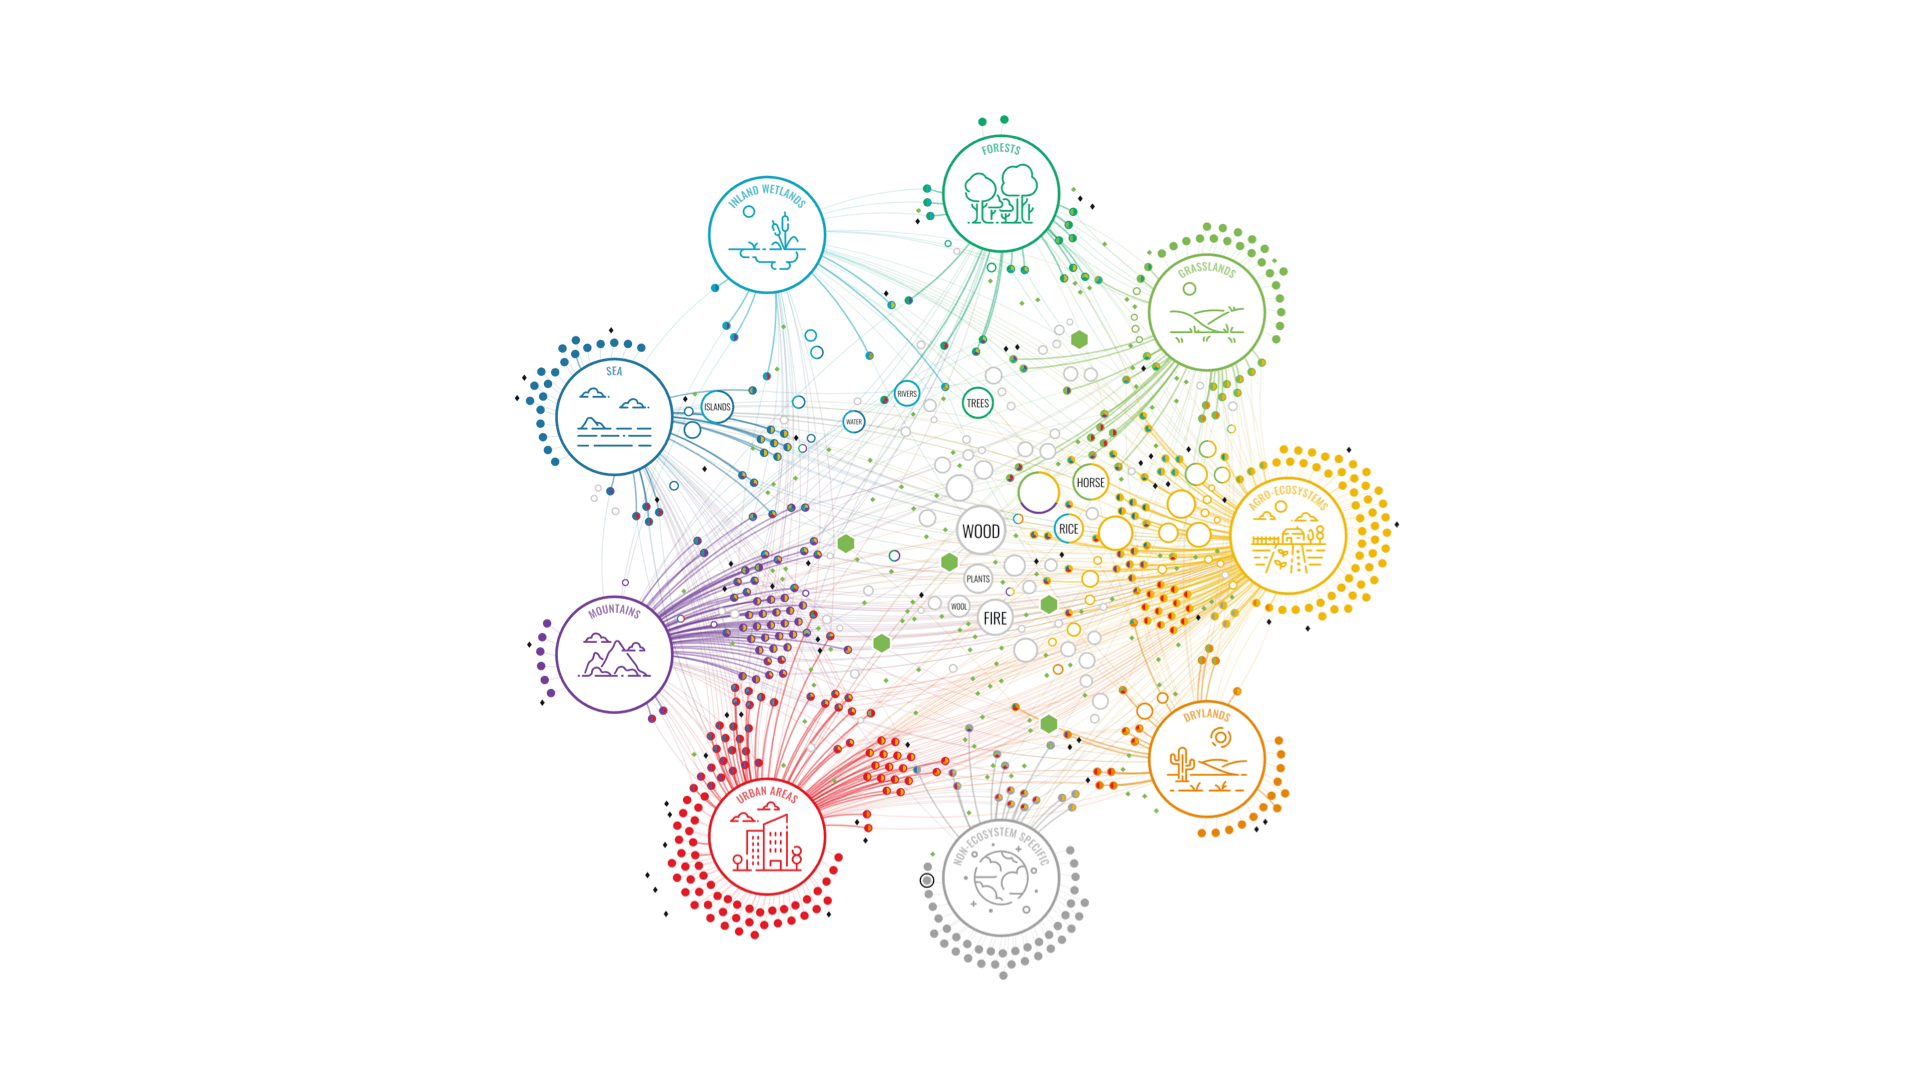 FORESTS
INLAND WETLANDS
GRASSLANDS
SEA
RIVERS
TREES
ISLANDS
WATER
HORSE
AGRO-ECOSYSTEMS
WOOD
RICE
PLANTS
WOOL
FIRE
MOUNTAINS
DRYLANDS
URBAN AREAS
NON-ECOSYSTEM SPECIFIC